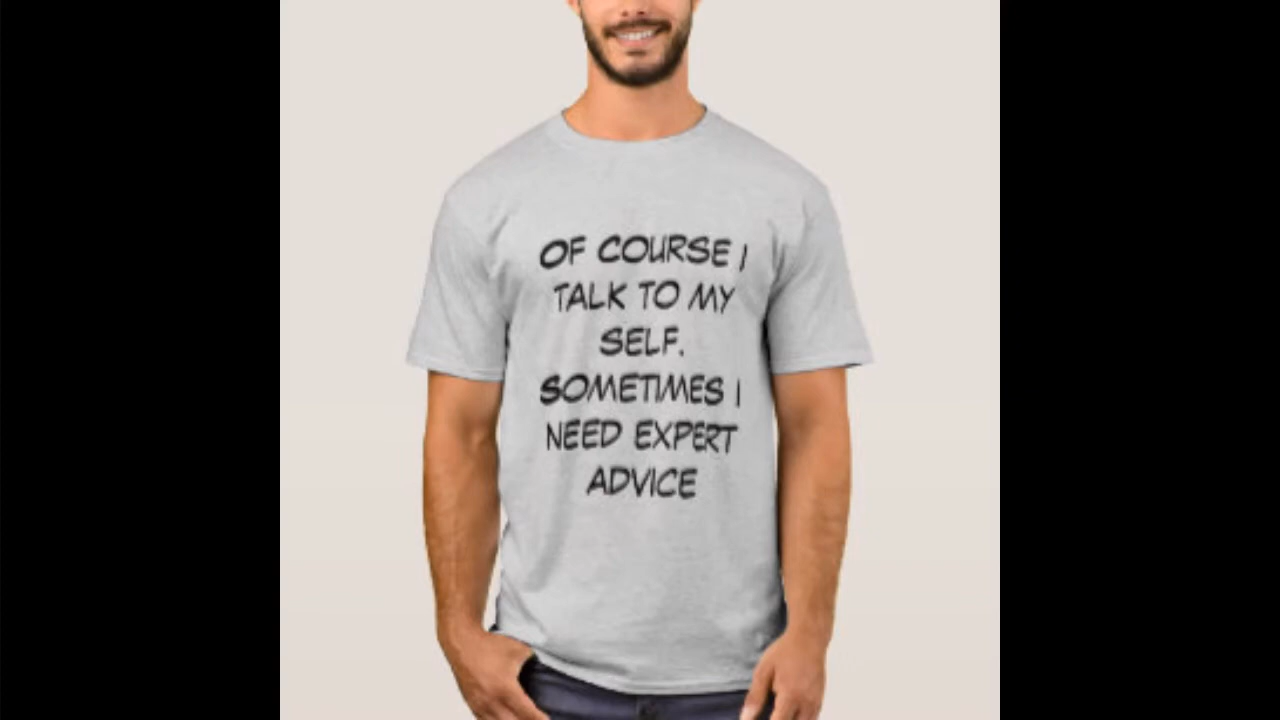 OF COURSE I
TALK TO MY
SELF.
SOMETIMES I
NEED EXPERT
ADVICE